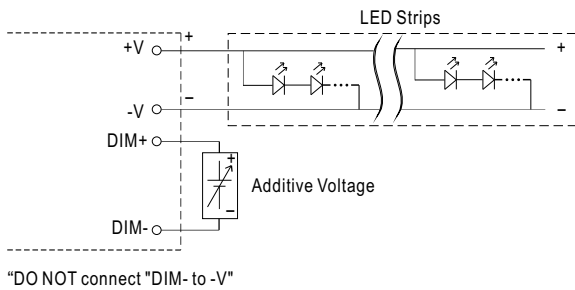 LED Strips
+V + +
-V − −
DIM+
+
Additive Voltage
−
DIM-
“DO NOT connect "DIM- to -V"